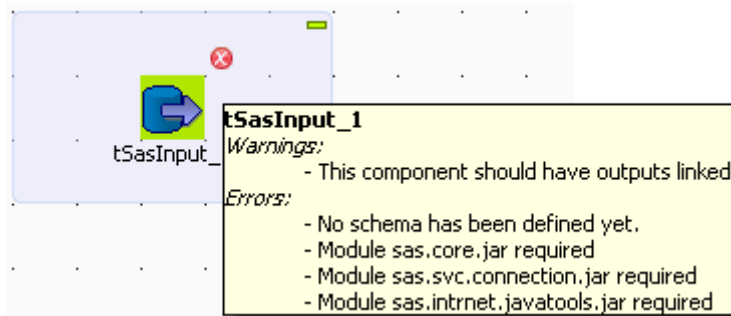 tSasInput_1
Warnings:
- This component should have outputs linked
Errors:
- No schema has been defined yet.
- Module sas.core.jar required
- Module sas.svc.connection.jar required
- Module sas.intrnet.javatools.jar required
tSasInput_